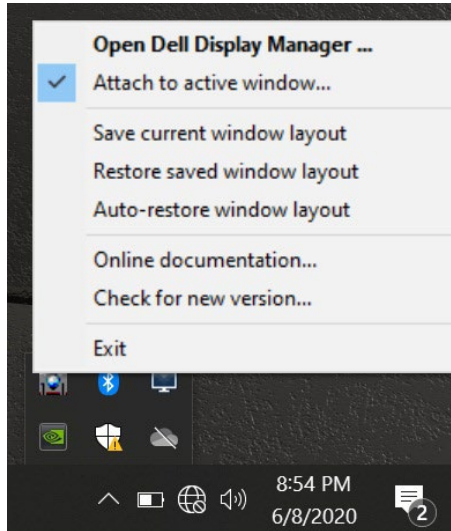 Open Dell Display Manager ...
Attach to active window...
Save current window layout
Restore saved window layout
Auto-restore window layout
Online documentation...
Check for new version...
Exit
8:54 PM
6/8/2020
2